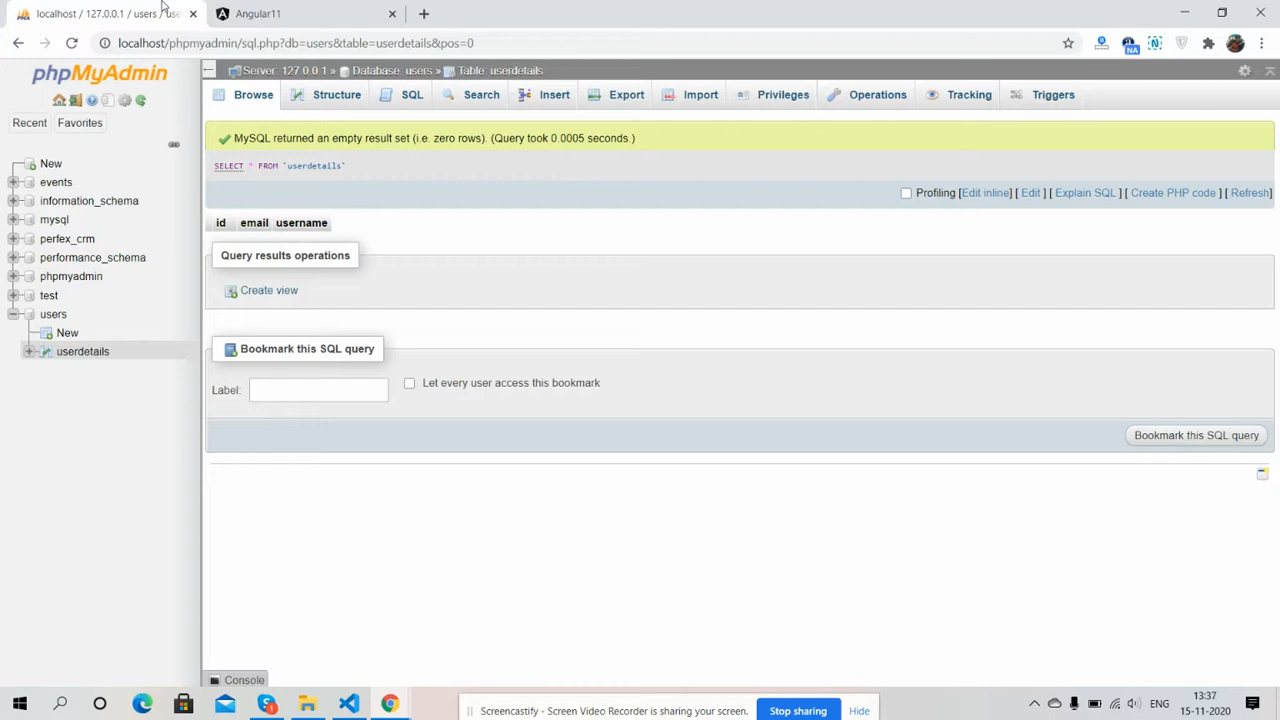 localhost / 127.0.0.1 / users / use
Angular11
localhost/phpmyadmin/sql.php?db=users&table=userdetails&pos=0
NA
phpMyAdmin
Recent
Favorites
New
events
information_schema
mysql
perfex_crm
performance_schema
phpmyadmin
test
users
New
userdetails
Server: 127.0.0.1 » Database: users » Table: userdetails
Browse Structure SQL Search Insert Export Import Privileges Operations Tracking Triggers
MySQL returned an empty result set (i.e. zero rows). (Query took 0.0005 seconds.)
SELECT * FROM `userdetails`
Profiling [Edit inline] [ Edit ] [ Explain SQL ] [ Create PHP code ] [ Refresh]
id email username
Query results operations
Create view
Bookmark this SQL query
Label:
Let every user access this bookmark
Bookmark this SQL query
Console
Screencastify - Screen Video Recorder is sharing your screen.
Stop sharing
Hide
ENG
13:37
15-11-2020